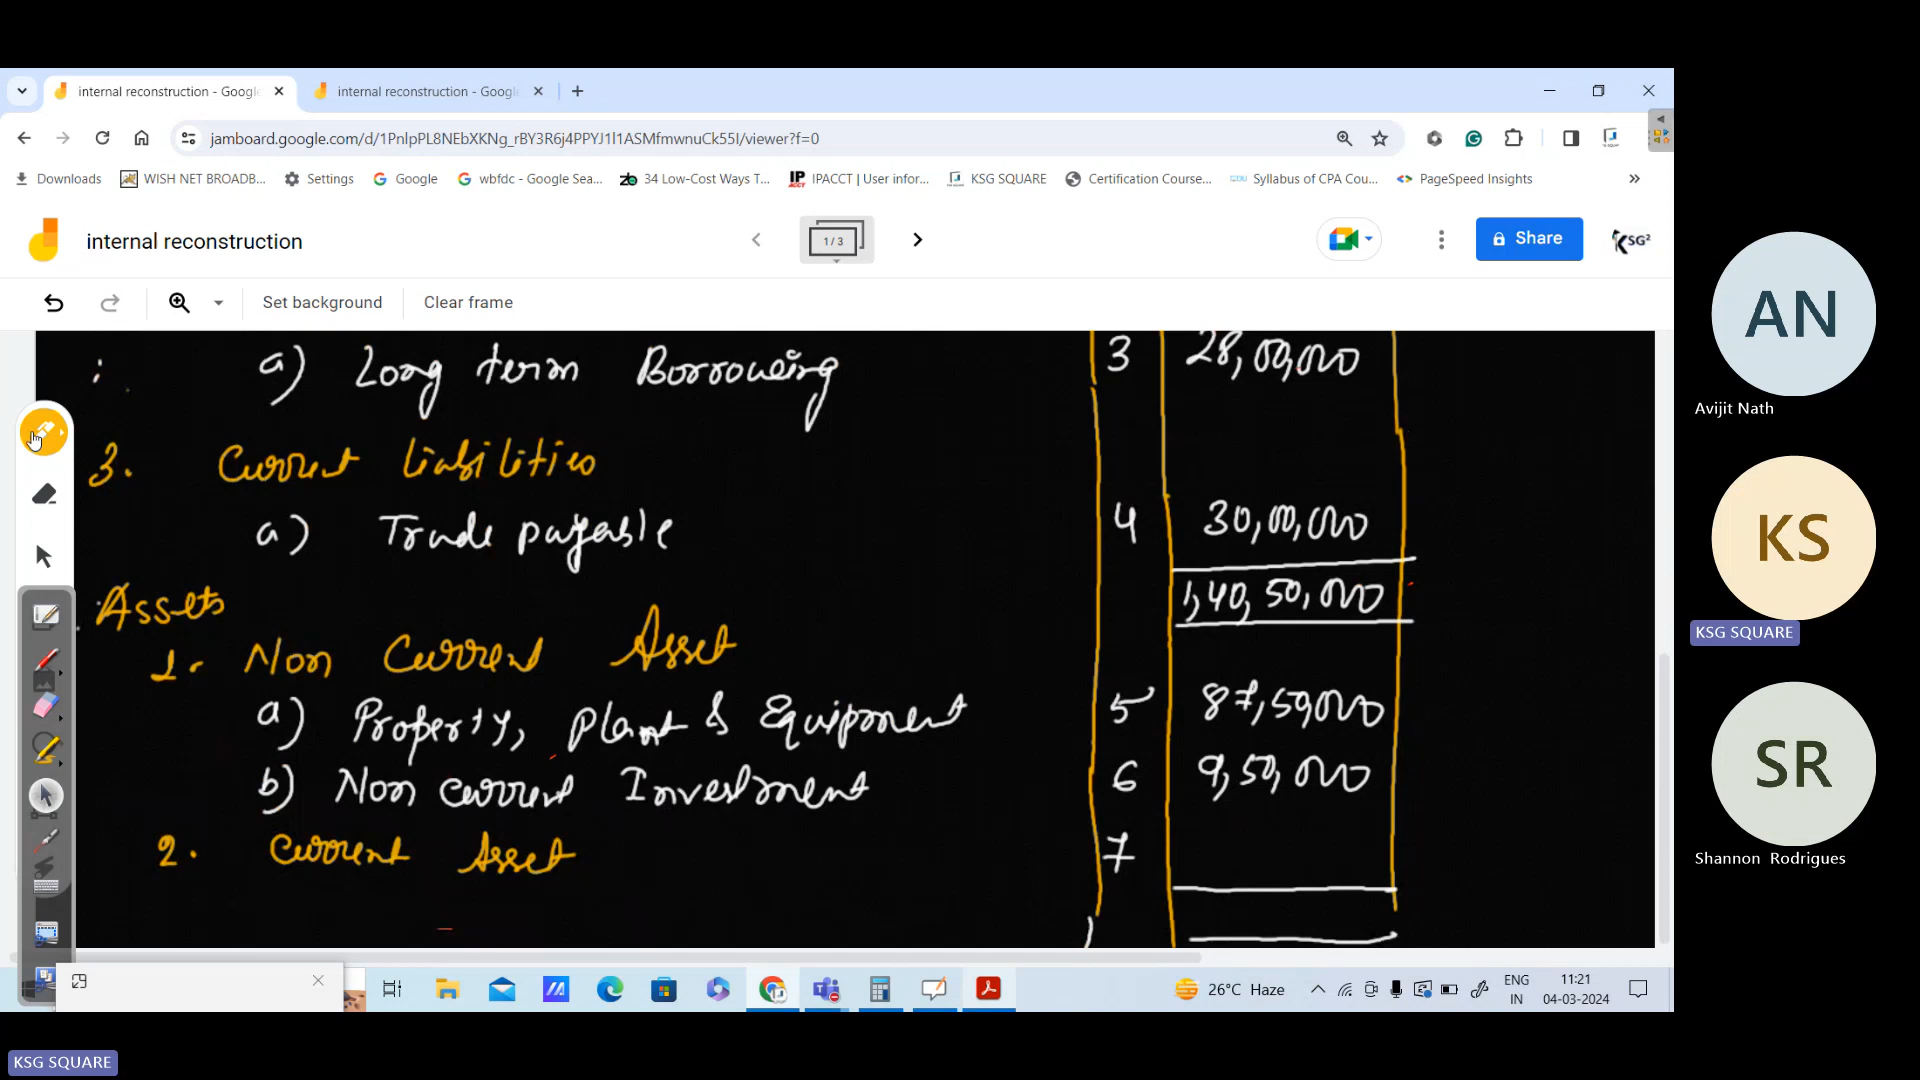 internal reconstruction - Google
internal reconstruction - Google
jamboard.google.com/d/1PnlpPL8NEbXKNg_rBY3R6j4PPYJ1l1ASMfmwnuCk55I/viewer?f=0
Downloads WISH NET BROADB... Settings Google wbfdc - Google Sea... 34 Low-Cost Ways T... IPACCT | User infor... KSG SQUARE Certification Course... Syllabus of CPA Cou... PageSpeed Insights
internal reconstruction
1 / 3
Share
KSG²
Set background Clear frame
a) Long term Borrowing 3 28,00,000
3. Current liabilities
a) Trade payable 4 30,00,000
1,40,50,000
Assets
1. Non Current Asset
a) Property, Plant & Equipment 5 87,50,000
b) Non current Investment 6 9,50,000
2. Current Asset 7
AN
Avijit Nath
KS
KSG SQUARE
SR
Shannon Rodrigues
26°C Haze
ENG
IN
11:21
04-03-2024
KSG SQUARE